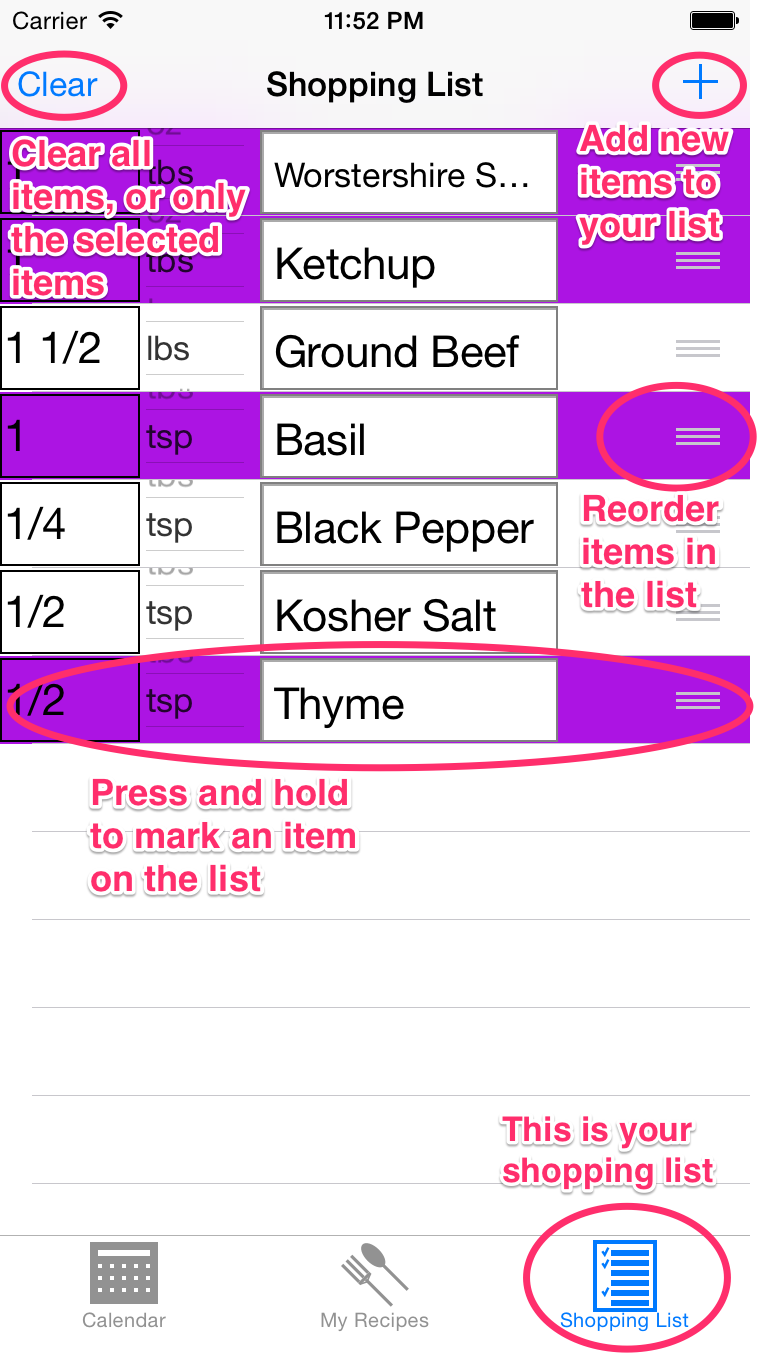 Carrier 11:52 PM
Clear Shopping List +
Clear all
items, or only
the selected
items
Add new
items to
your list
tbs Worstershire S...
tbs Ketchup
1 1/2 lbs Ground Beef
1 tsp Basil
1/4 tsp Black Pepper
Reorder
items in
the list
1/2 tsp Kosher Salt
1/2 tsp Thyme
Press and hold
to mark an item
on the list
This is your
shopping list
Calendar My Recipes Shopping List